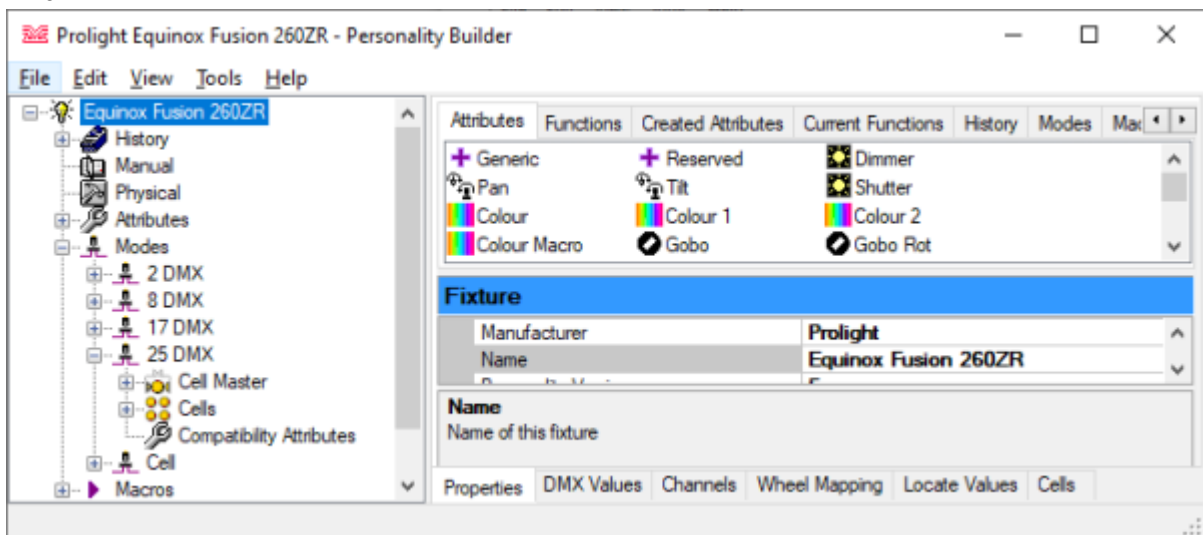 Prolight Equinox Fusion 260ZR - Personality Builder
File Edit View Tools Help
Equinox Fusion 260ZR
History
Manual
Physical
Attributes
Modes
2 DMX
8 DMX
17 DMX
25 DMX
Cell Master
Cells
Compatibility Attributes
Cell
Macros
Attributes Functions Created Attributes Current Functions History Modes Mac
Generic Reserved Dimmer
Pan Tilt Shutter
Colour Colour 1 Colour 2
Colour Macro Gobo Gobo Rot
Fixture
Manufacturer Prolight
Name Equinox Fusion 260ZR
Name
Name of this fixture
Properties DMX Values Channels Wheel Mapping Locate Values Cells